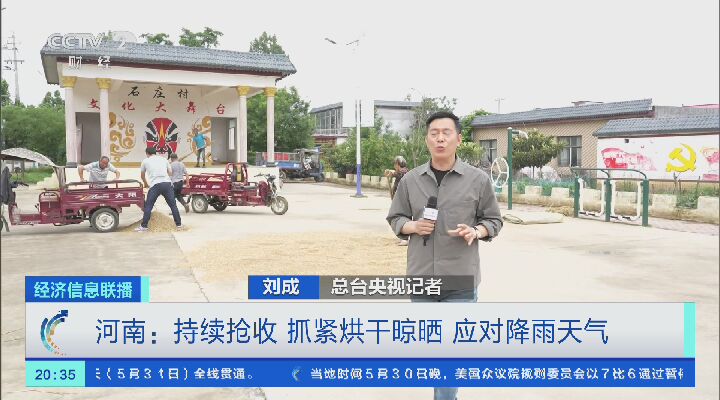 CCTV 2
财经
石庄村
文化大舞台
经济信息联播
刘成 总台央视记者
河南：持续抢收 抓紧烘干晾晒 应对降雨天气
20:35
(5月31日)全线贯通。 当地时间5月30日晚，美国众议院规则委员会以7比6通过暂